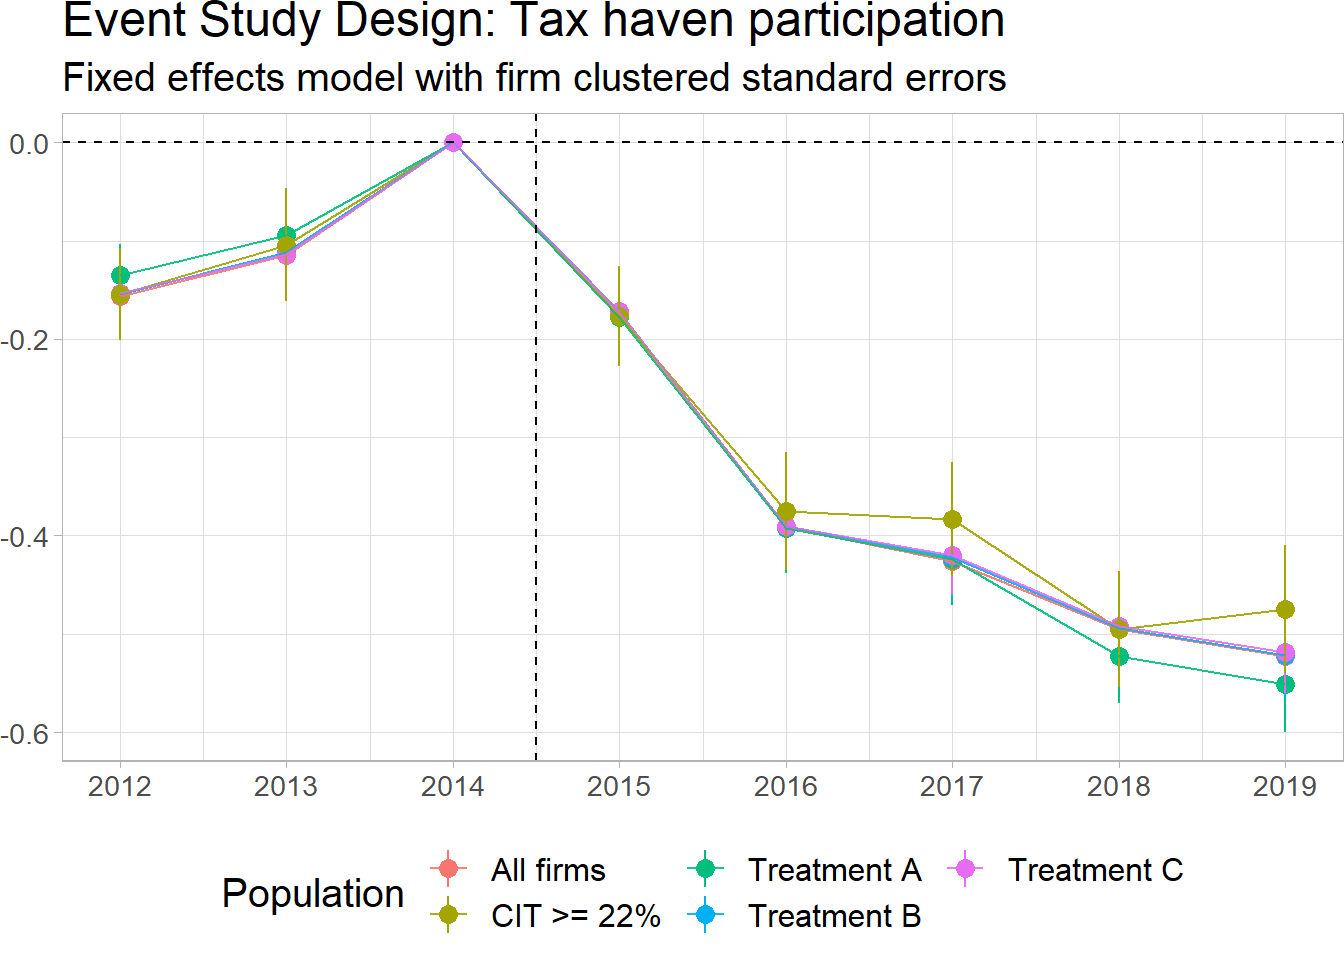 Event Study Design: Tax haven participation
Fixed effects model with firm clustered standard errors
0.0
-0.2
-0.4
-0.6
2012 2013 2014 2015 2016 2017 2018 2019
Population
All firms Treatment A Treatment C
CIT >= 22% Treatment B